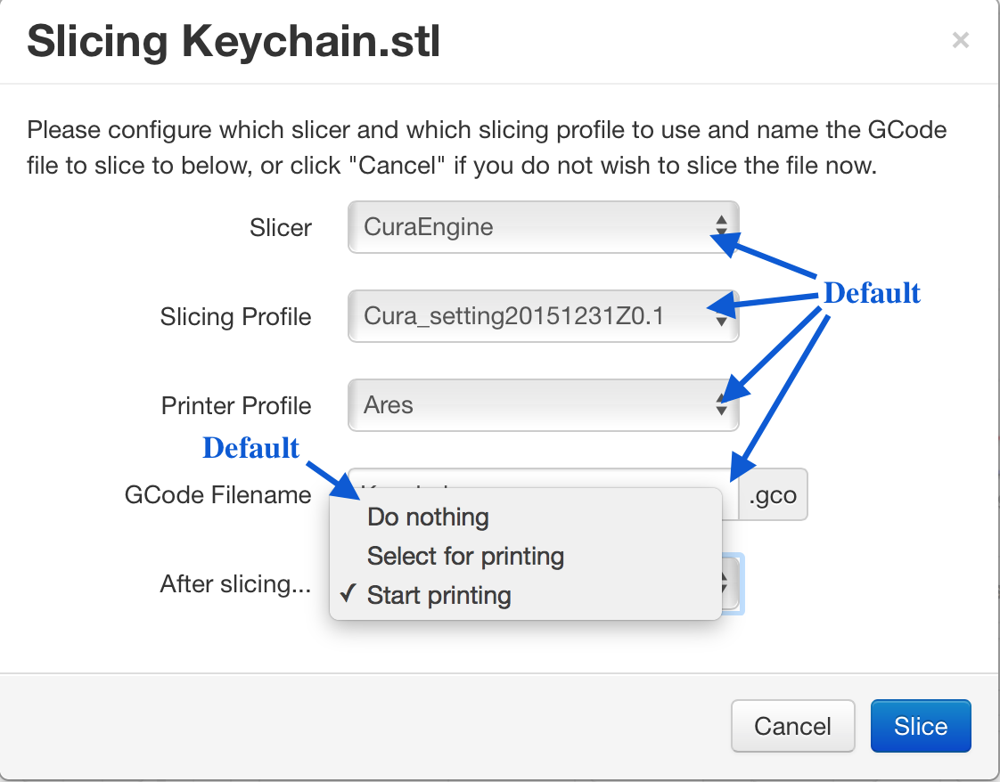 Slicing Keychain.stl
×
Please configure which slicer and which slicing profile to use and name the GCode
file to slice to below, or click "Cancel" if you do not wish to slice the file now.
Slicer CuraEngine
Default
Slicing Profile Cura_setting20151231Z0.1
Printer Profile Ares
Default
GCode Filename .gco
Do nothing
Select for printing
After slicing... ✓ Start printing
Cancel Slice